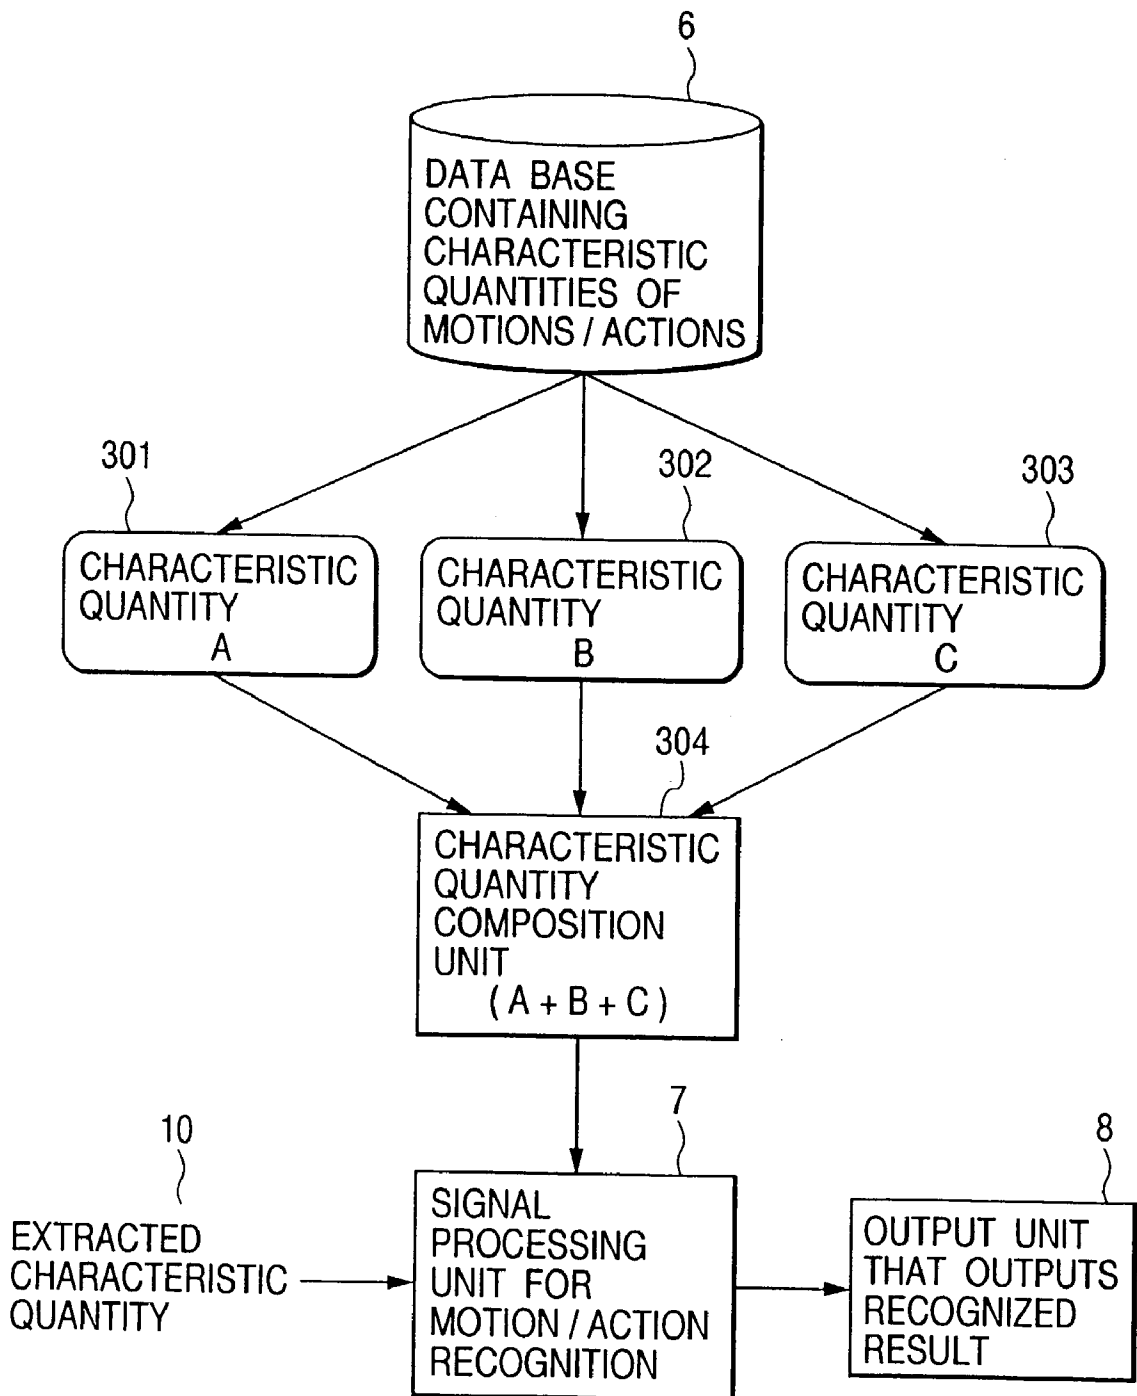 6
DATA BASE
CONTAINING
CHARACTERISTIC
QUANTITIES OF
MOTIONS / ACTIONS
301
302
303
CHARACTERISTIC
QUANTITY
A
CHARACTERISTIC
QUANTITY
B
CHARACTERISTIC
QUANTITY
C
304
CHARACTERISTIC
QUANTITY
COMPOSITION
UNIT
( A + B + C )
10
EXTRACTED
CHARACTERISTIC
QUANTITY
7
SIGNAL
PROCESSING
UNIT FOR
MOTION / ACTION
RECOGNITION
8
OUTPUT UNIT
THAT OUTPUTS
RECOGNIZED
RESULT